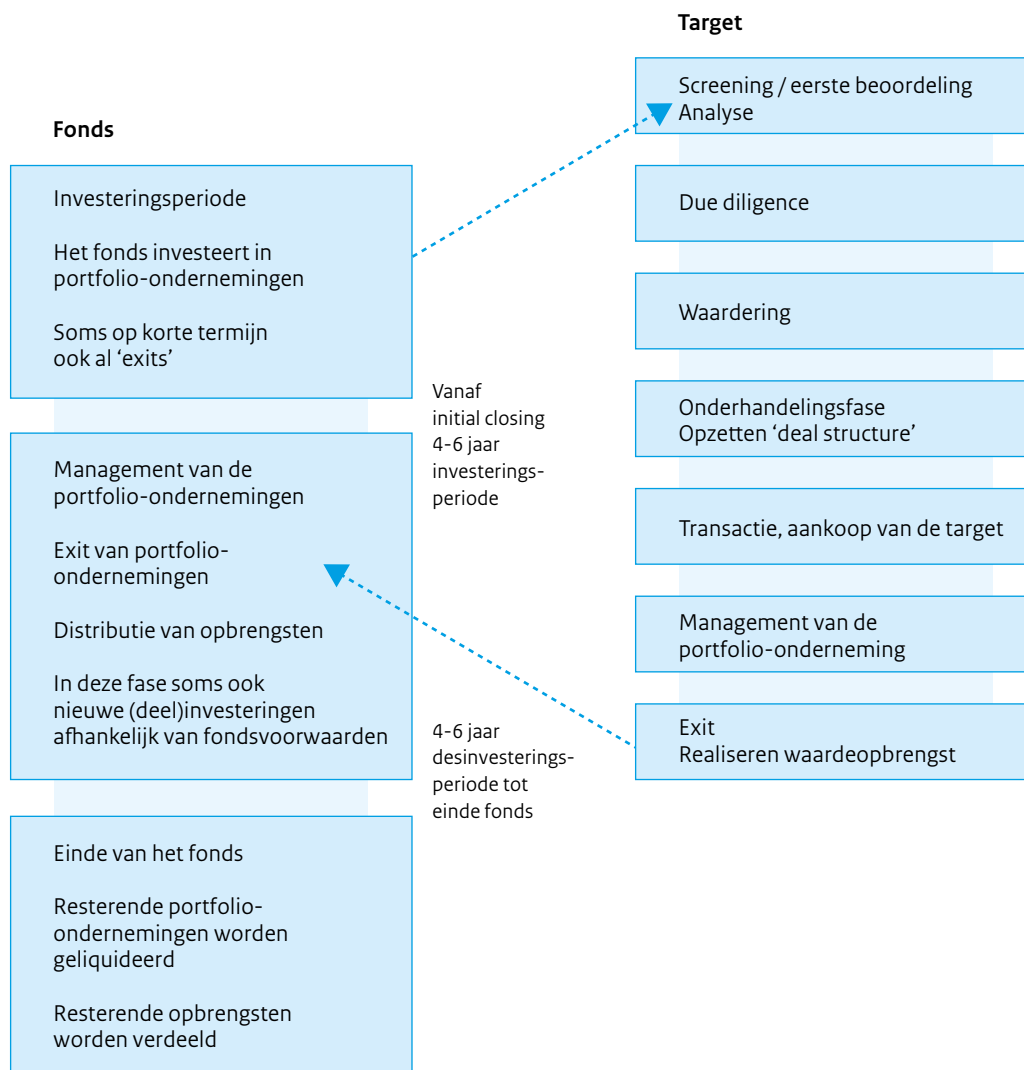 Fonds
Investeringsperiode
Het fonds investeert in
portfolio-ondernemingen
Soms op korte termijn
ook al ‘exits’
Management van de
portfolio-ondernemingen
Exit van portfolio-
ondernemingen
Distributie van opbrengsten
In deze fase soms ook
nieuwe (deel)investeringen
afhankelijk van fondsvoorwaarden
Einde van het fonds
Resterende portfolio-
ondernemingen worden
geliquideerd
Resterende opbrengsten
worden verdeeld
Vanaf
initial closing
4-6 jaar
investerings-
periode
4-6 jaar
desinvesterings-
periode tot
einde fonds
Target
Screening / eerste beoordeling
Analyse
Due diligence
Waardering
Onderhandelingsfase
Opzetten ‘deal structure’
Transactie, aankoop van de target
Management van de
portfolio-onderneming
Exit
Realiseren waardeopbrengst